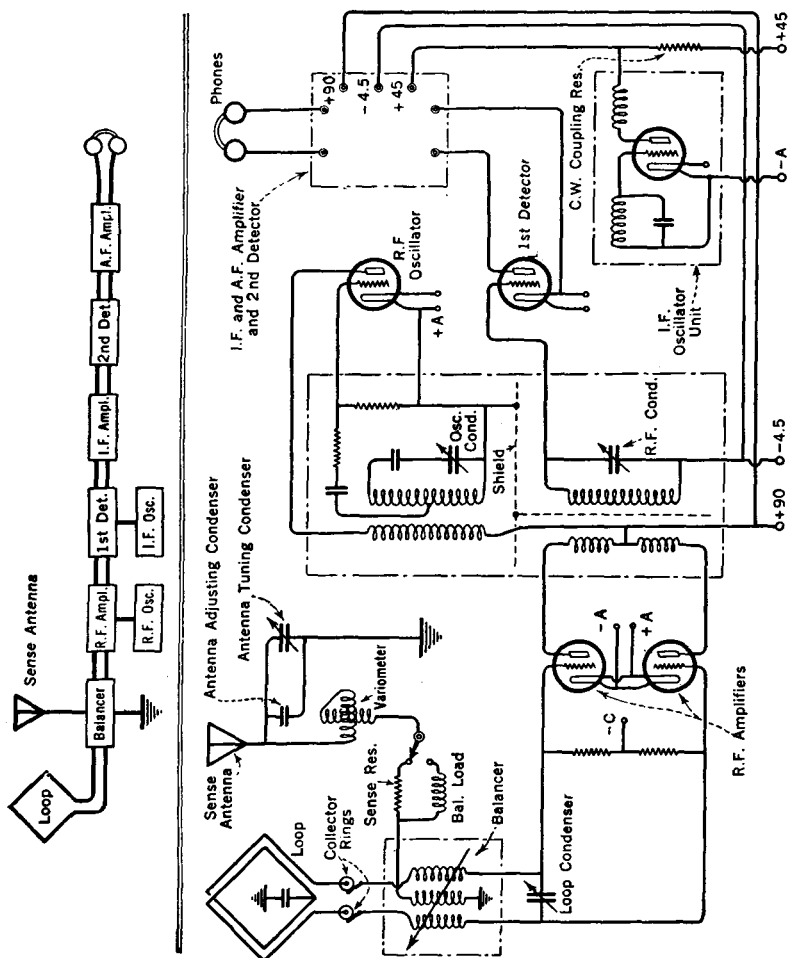 Sense Antenna
Loop
Balancer
R.F. Ampl.
1st Det.
I.F. Ampl.
2nd Det.
A.F. Ampl.
R.F. Osc.
I.F. Osc.
Loop
Collector
Rings
Sense
Antenna
Antenna Adjusting Condenser
Antenna Tuning Condenser
Variometer
Sense Res.
Bal. Load
Balancer
Loop Condenser
-C
-A
+A
R.F. Amplifiers
Shield
Osc.
Cond.
R.F. Cond.
+90
-4.5
R.F
Oscillator
+A
1st Detector
I.F. and A.F. Amplifier
and 2nd Detector
Phones
+90
-4.5
+45
C.W. Coupling Res.
I.F.
Oscillator
Unit
-A
+45